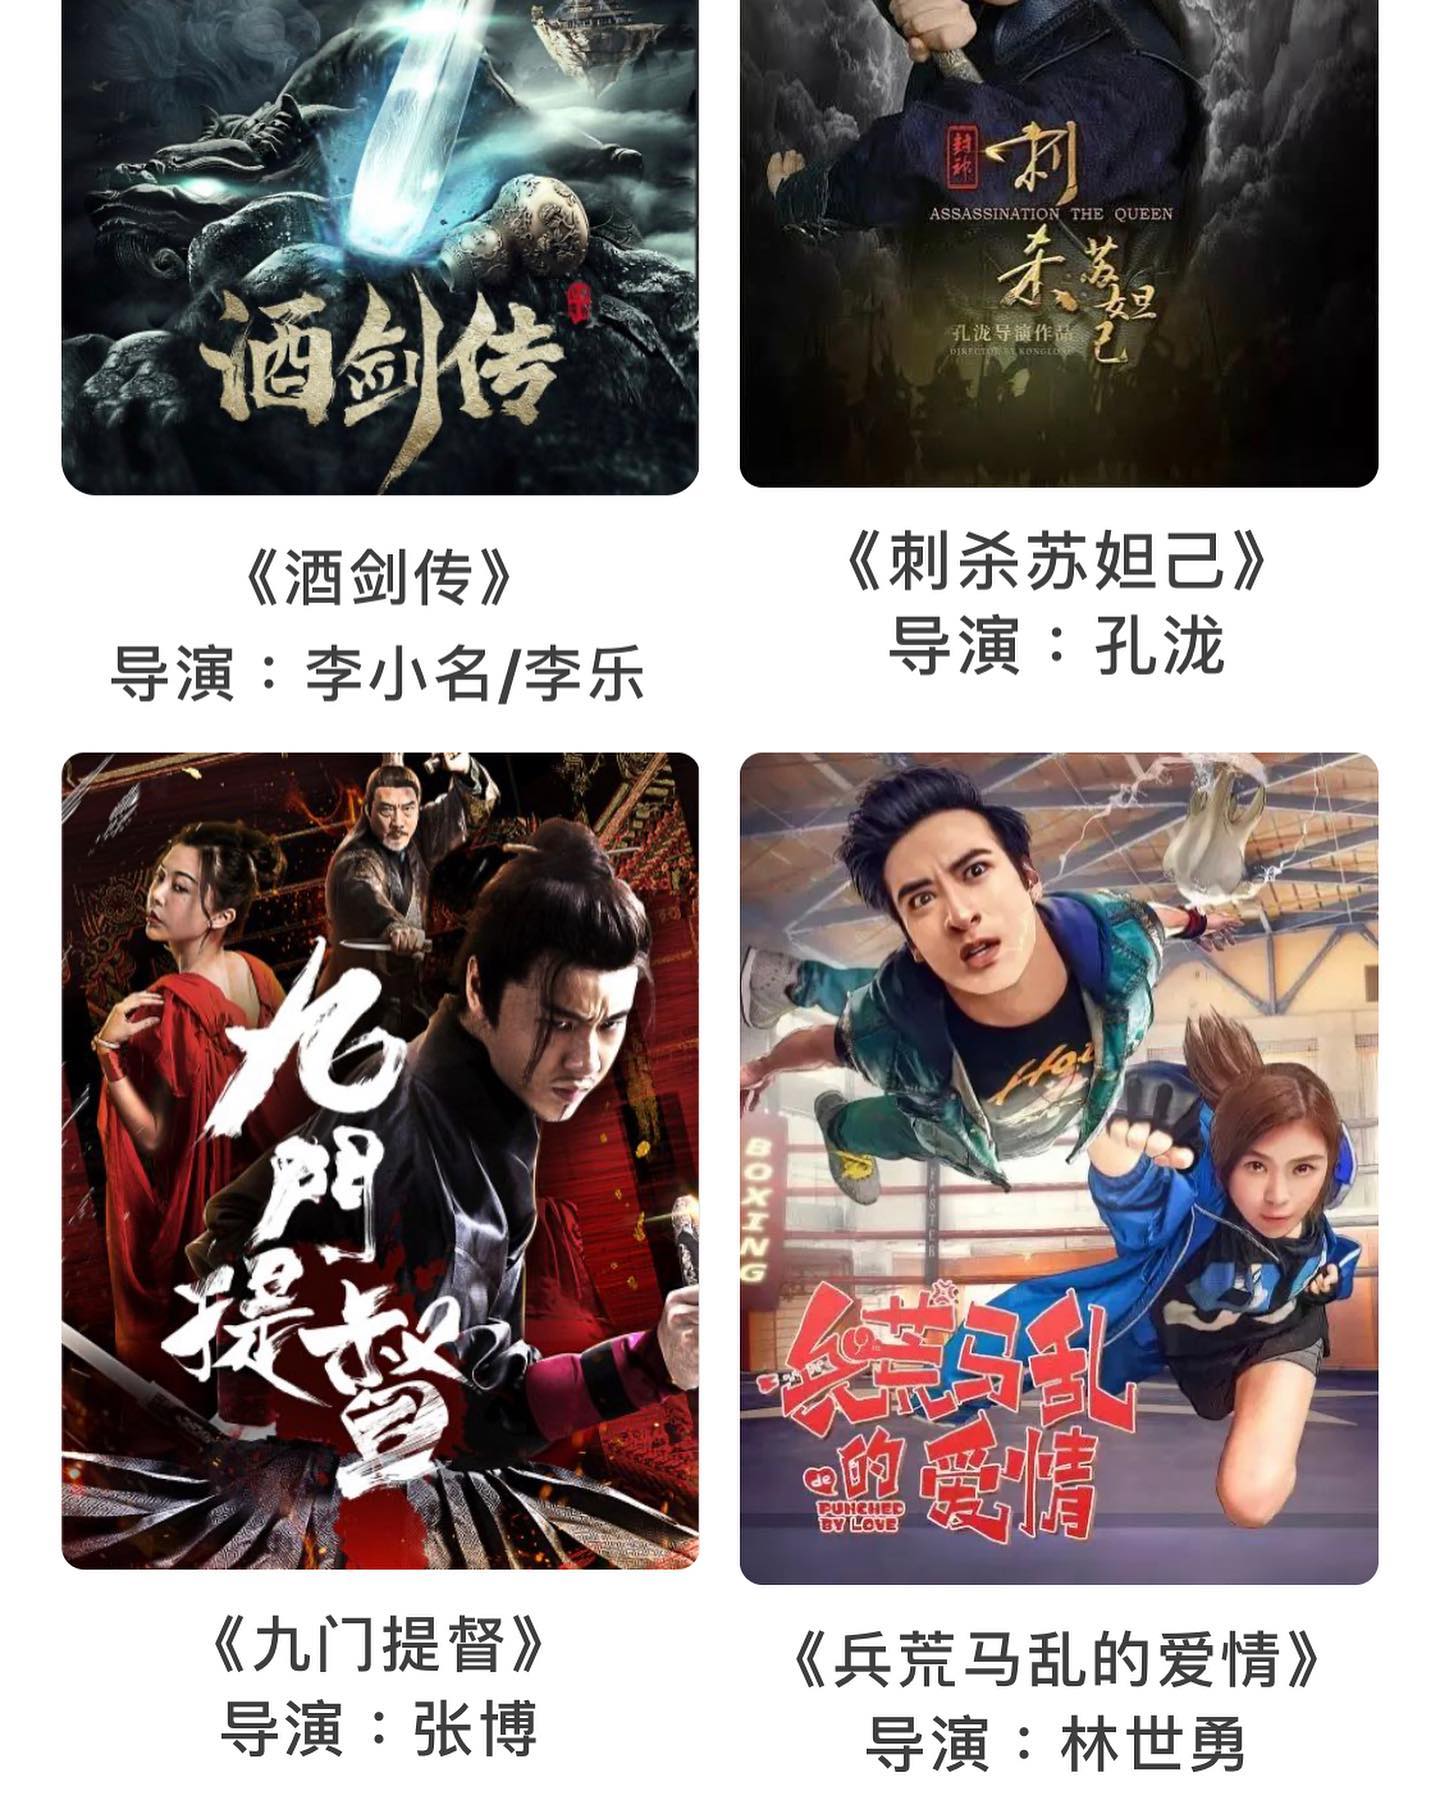 酒剑传
封神
刺
ASSASSINATION THE QUEEN
杀苏妲己
孔泷导演作品
DIRECTOR BY KONGLONG
《酒剑传》
导演：李小名/李乐
《刺杀苏妲己》
导演：孔泷
九
門
提督
BOXING
兵荒马乱
de 的爱情
PUNCHED
BY LOVE
《九门提督》
导演：张博
《兵荒马乱的爱情》
导演：林世勇